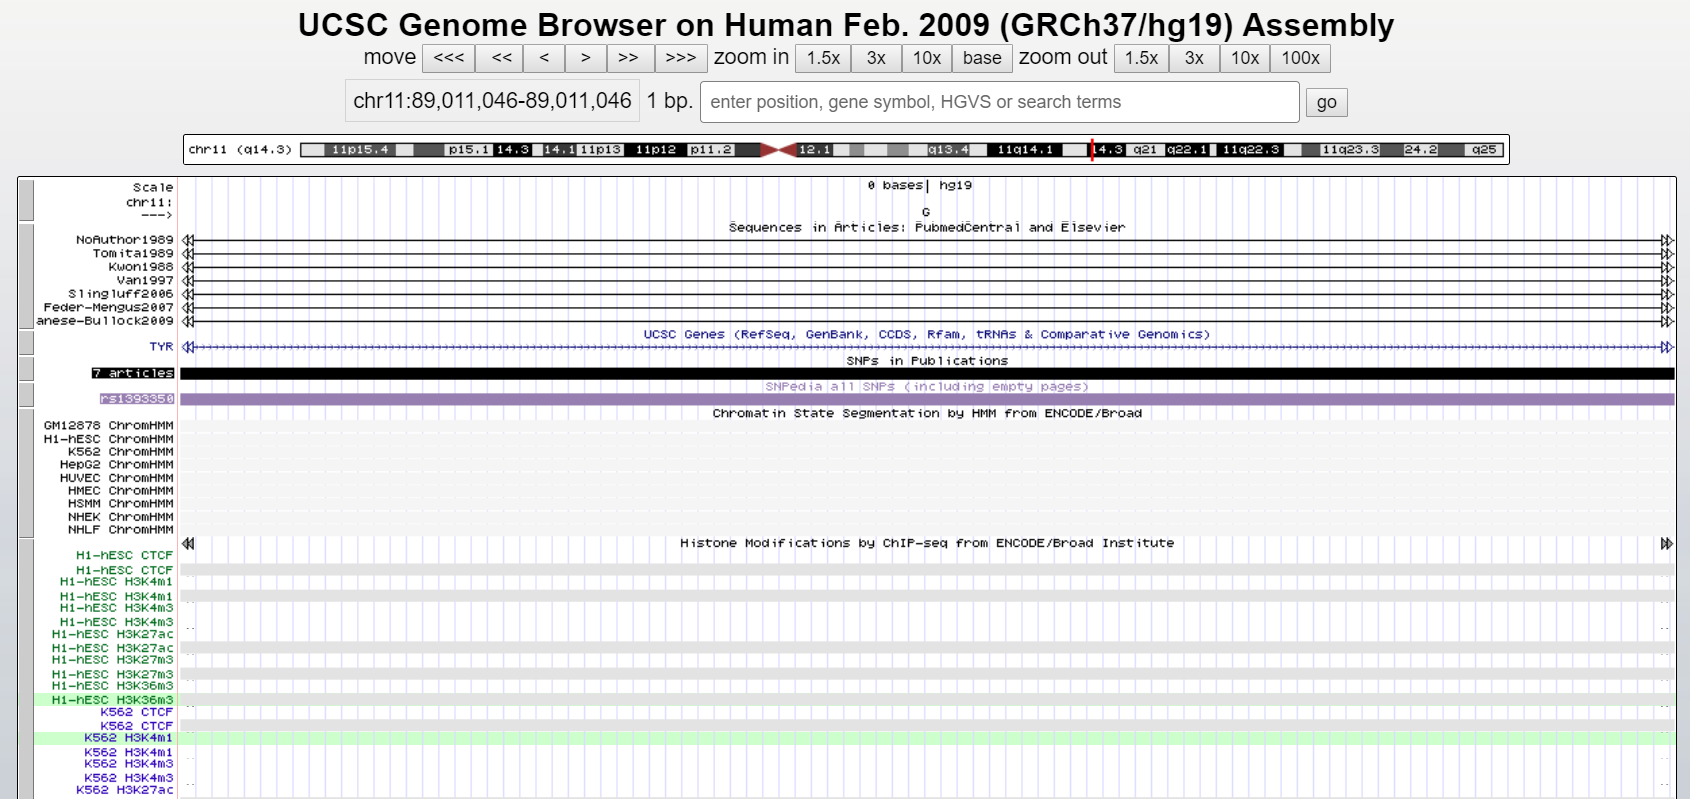 UCSC Genome Browser on Human Feb. 2009 (GRCh37/hg19) Assembly
move <<< << < > >> >>> zoom in 1.5x 3x 10x base zoom out 1.5x 3x 10x 100x
chr11:89,011,046-89,011,046 1 bp. enter position, gene symbol, HGVS or search terms go
chr11 (q14.3) 11p15.4 p15.1 14.3 14.1 11p13 11p12 p11.2 12.1 q13.4 11q14.1 14.3 q21 q22.1 11q22.3 11q23.3 24.2 q25
Scale 0 bases| hg19
chr11:
---> G
Sequences in Articles: PubmedCentral and Elsevier
NoAuthor1989
Tomita1989
Kwon1988
Van1997
Slingluff2006
Feder-Mengus2007
anese-Bullock2009
UCSC Genes (RefSeq, GenBank, CCDS, Rfam, tRNAs & Comparative Genomics)
TYR
SNPs in Publications
7 articles
SNPedia all SNPs (including empty pages)
rs1393350
Chromatin State Segmentation by HMM from ENCODE/Broad
GM12878 ChromHMM
H1-hESC ChromHMM
K562 ChromHMM
HepG2 ChromHMM
HUVEC ChromHMM
HMEC ChromHMM
HSMM ChromHMM
NHEK ChromHMM
NHLF ChromHMM
Histone Modifications by ChIP-seq from ENCODE/Broad Institute
H1-hESC CTCF
H1-hESC CTCF
H1-hESC H3K4m1
H1-hESC H3K4m1
H1-hESC H3K4m3
H1-hESC H3K4m3
H1-hESC H3K27ac
H1-hESC H3K27ac
H1-hESC H3K27m3
H1-hESC H3K27m3
H1-hESC H3K36m3
H1-hESC H3K36m3
K562 CTCF
K562 CTCF
K562 H3K4m1
K562 H3K4m1
K562 H3K4m3
K562 H3K4m3
K562 H3K27ac